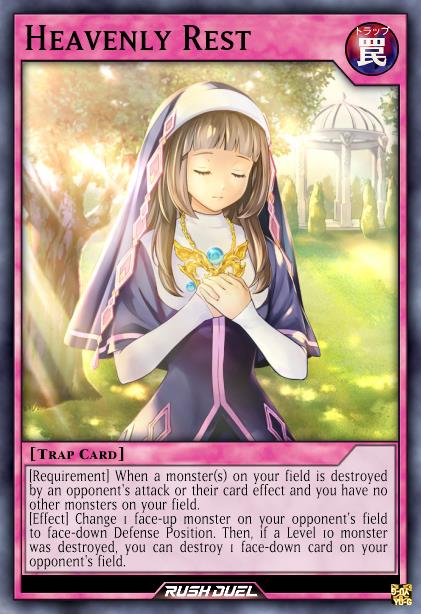 Heavenly Rest
トラップ
罠
[Trap Card]
[Requirement] When a monster(s) on your field is destroyed
by an opponent's attack or their card effect and you have no
other monsters on your field.
[Effect] Change 1 face-up monster on your opponent's field
to face-down Defense Position. Then, if a Level 10 monster
was destroyed, you can destroy 1 face-down card on your
opponent's field.
RUSH DUEL